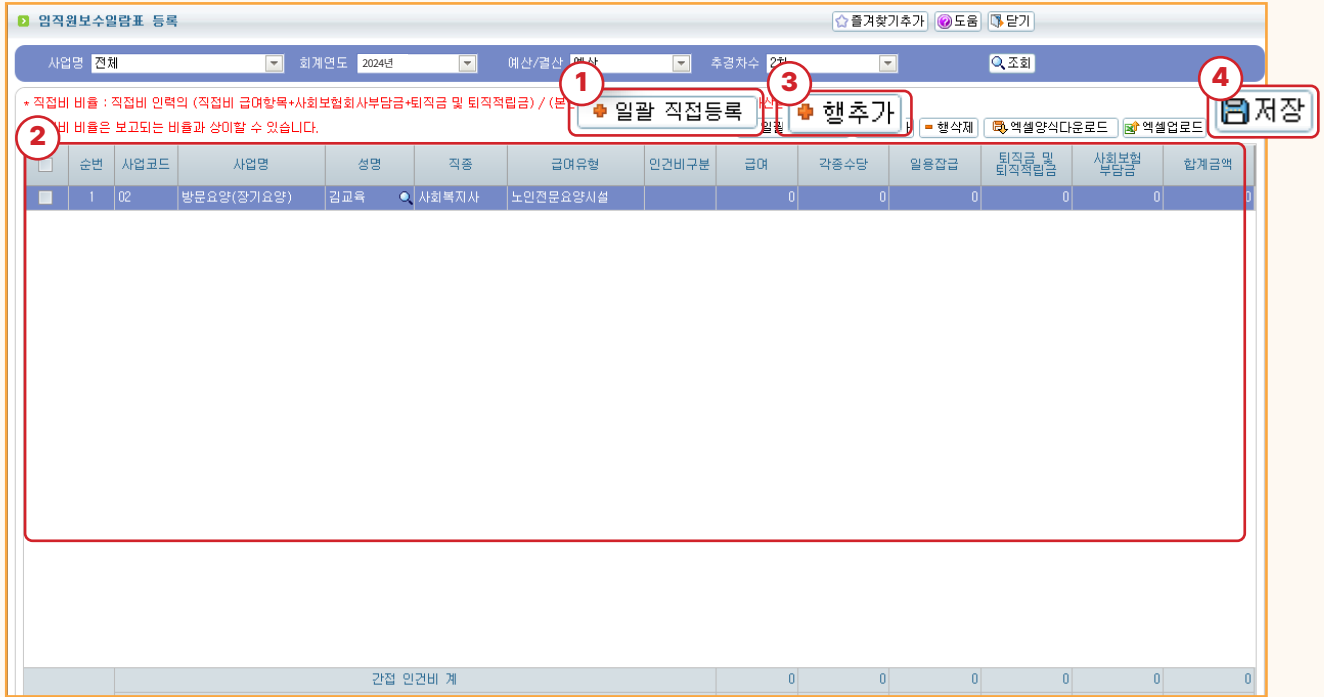 임직원보수일람표 등록 즐겨찾기추가 도움 닫기
사업명 전체 회계연도 2024년 예산/결산 예산 추경차수 2차 조회
1 3 4
* 직접비 비율 : 직접비 인력의 (직접비 급여항목+사회보험회사부담금+퇴직금 및 퇴직적립금) /
일괄 직접등록 행추가 저장
비율은 보고되는 비율과 상이할 수 있습니다. 행삭제 엑셀양식다운로드 엑셀업로드
2
순번 사업코드 사업명 성명 직종 급여유형 인건비구분 급여 각종수당 일용잡급 퇴직금 및 사회보험 합계금액
퇴직적립금 부담금
1 02 방문요양(장기요양) 김교육 사회복지사 노인전문요양시설 0 0 0 0 0 0
간접 인건비 계 0 0 0 0 0 0